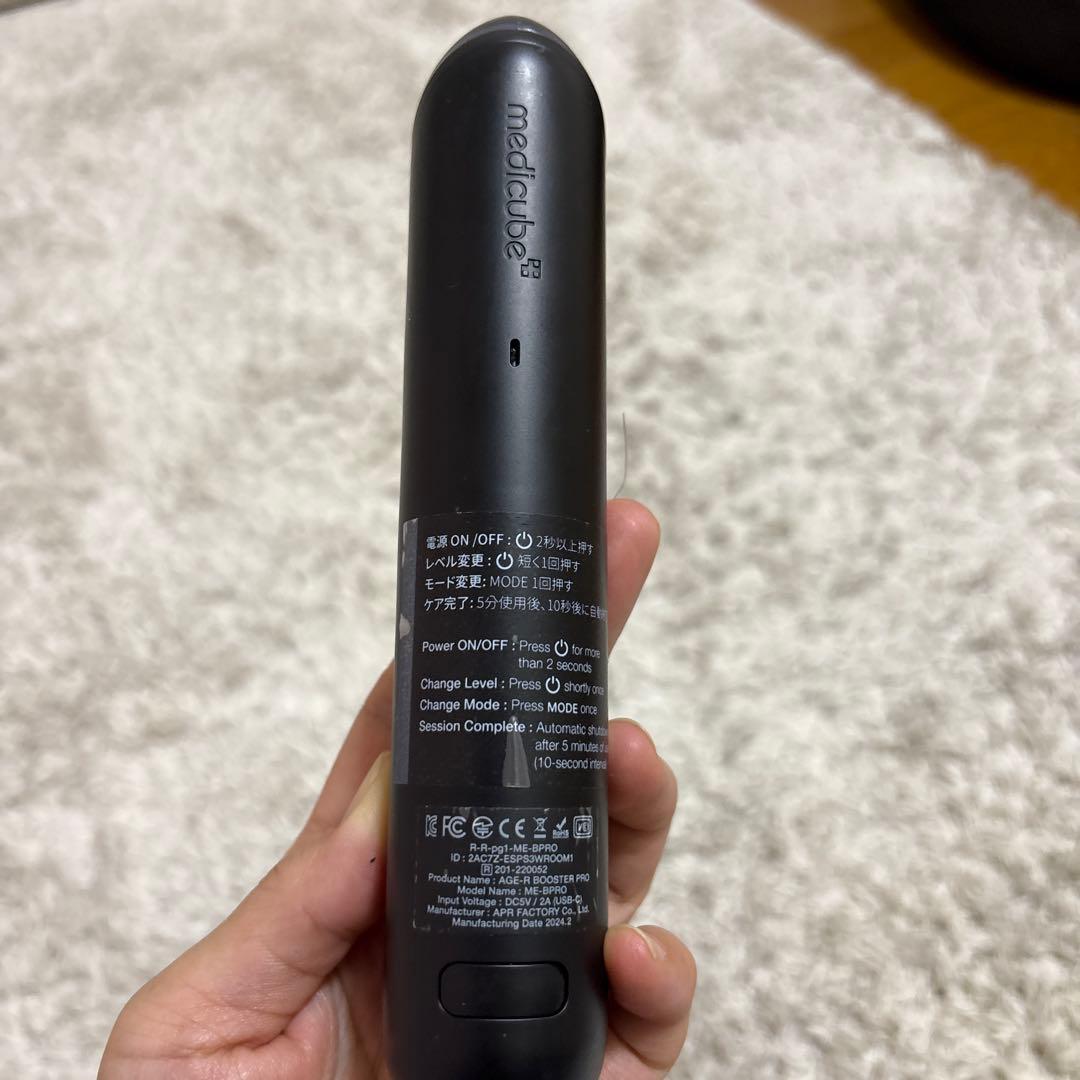 medicube
電源 ON /OFF : 2秒以上押す
レベル変更 : 短く1回押す
モード変更: MODE 1回押す
ケア完了: 5分使用後、10秒後に自動
Power ON/OFF : Press for more
than 2 seconds
Change Level : Press shortly once
Change Mode : Press MODE once
Session Complete : Automatic
after 5 minutes of
(10-second
FC CE RoHS
R-R-pg1-ME-BPRO
ID : 2AC7Z-ESPS3WROOM1
R 201-220052
Product Name : AGE-R BOOSTER PRO
Model Name : ME-BPRO
Input Voltage : DC5V / 2A (USB-C)
Manufacturer : APR FACTORY Co., Ltd.
Manufacturing Date 2024.2